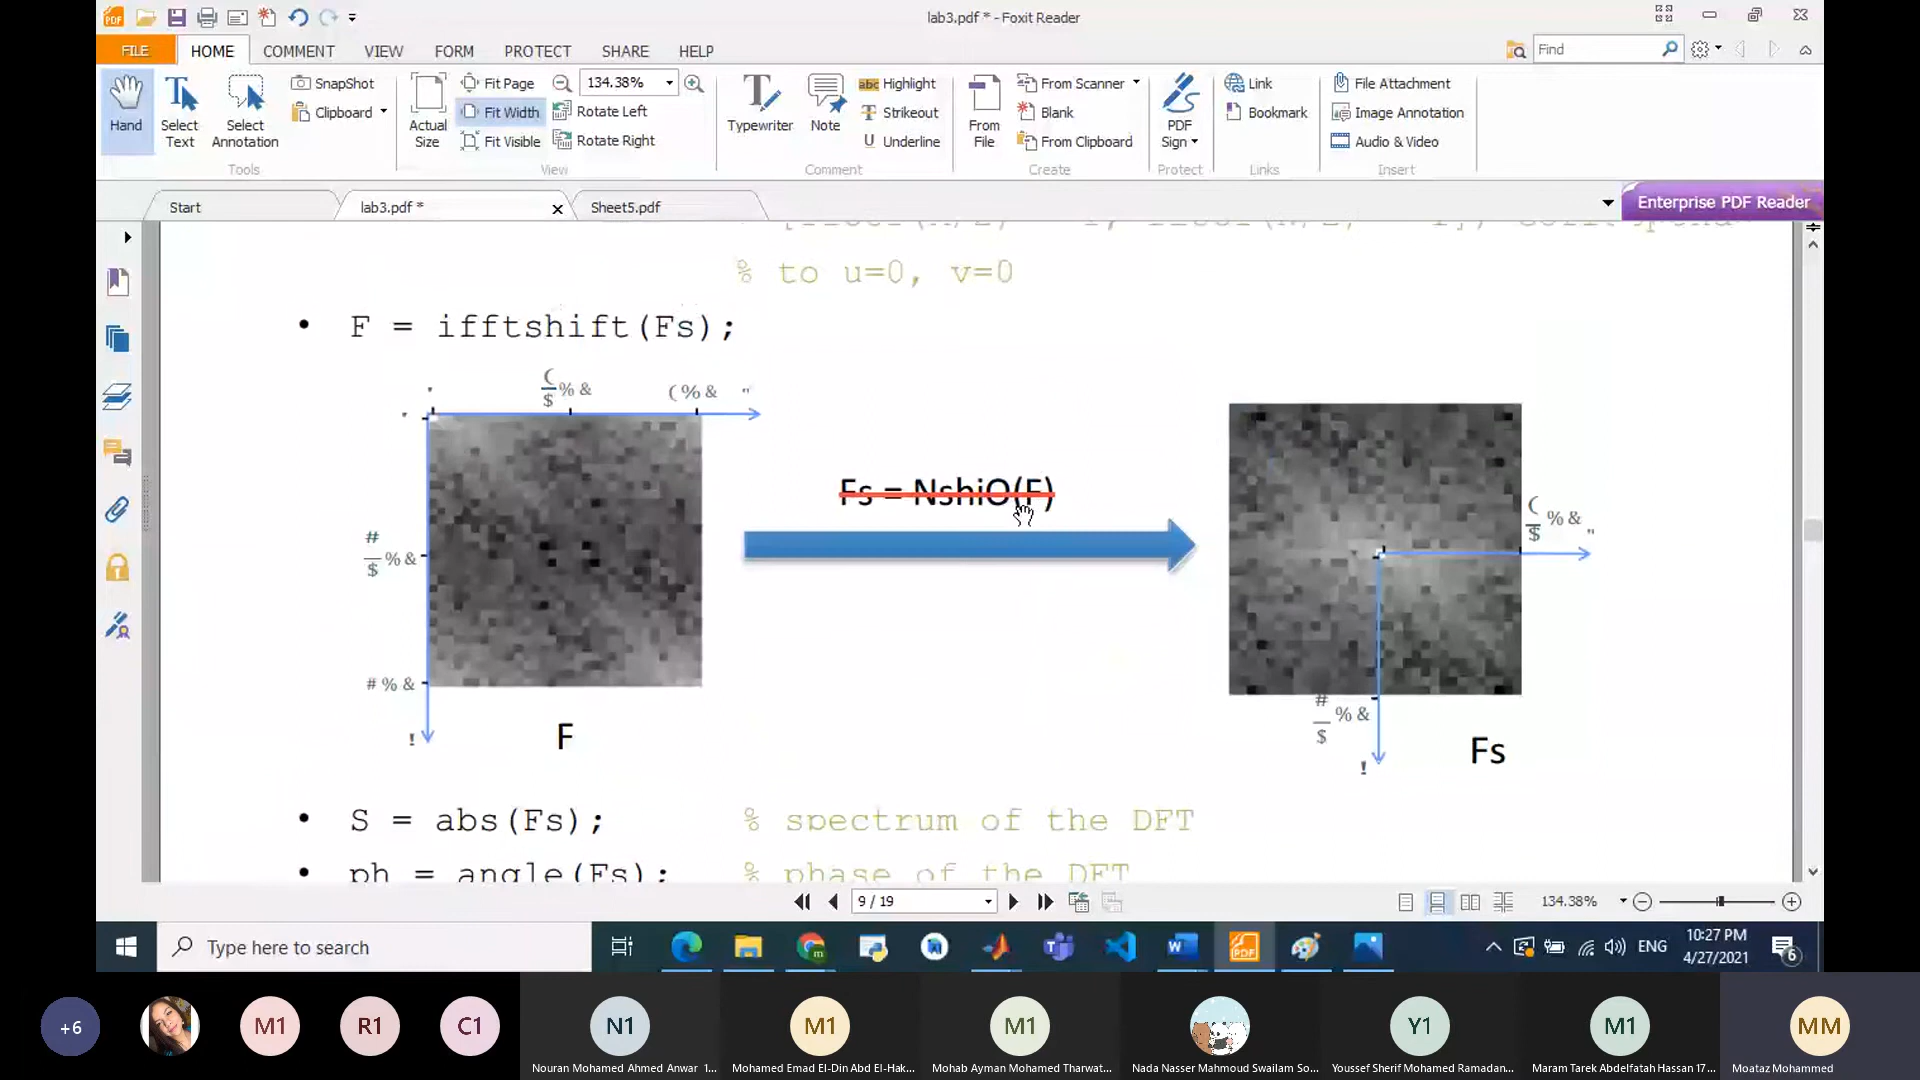 lab3.pdf * - Foxit Reader
FILE
HOME
COMMENT
VIEW
FORM
PROTECT
SHARE
HELP
Find
Hand
Select
Text
Select
Annotation
SnapShot
Clipboard
Tools
Actual
Size
Fit Page
Fit Width
Fit Visible
134.38%
Rotate Left
Rotate Right
View
Typewriter
Note
Highlight
Strikeout
Underline
Comment
From
File
From Scanner
Blank
From Clipboard
Create
PDF
Sign
Protect
Link
Bookmark
Links
File Attachment
Image Annotation
Audio & Video
Insert
Start
lab3.pdf *
Sheet5.pdf
Enterprise PDF Reader
% to u=0, v=0
• F = ifftshift(Fs);
( % &
$
( % & "
Fs = NshiO(F)
# % &
$
# % &
!
F
( % & "
$
# % &
$
!
Fs
• S = abs(Fs); % spectrum of the DFT
• ph = angle(Fs); % phase of the DFT
9 / 19
134.38%
Type here to search
ENG
10:27 PM
4/27/2021
6
+6
M1
R1
C1
N1
M1
M1
Y1
M1
MM
Nouran Mohamed Ahmed Anwar 1...
Mohamed Emad El-Din Abd El-Hak...
Mohab Ayman Mohamed Tharwat...
Nada Nasser Mahmoud Swailam So...
Youssef Sherif Mohamed Ramadan...
Maram Tarek Abdelfatah Hassan 17...
Moataz Mohammed